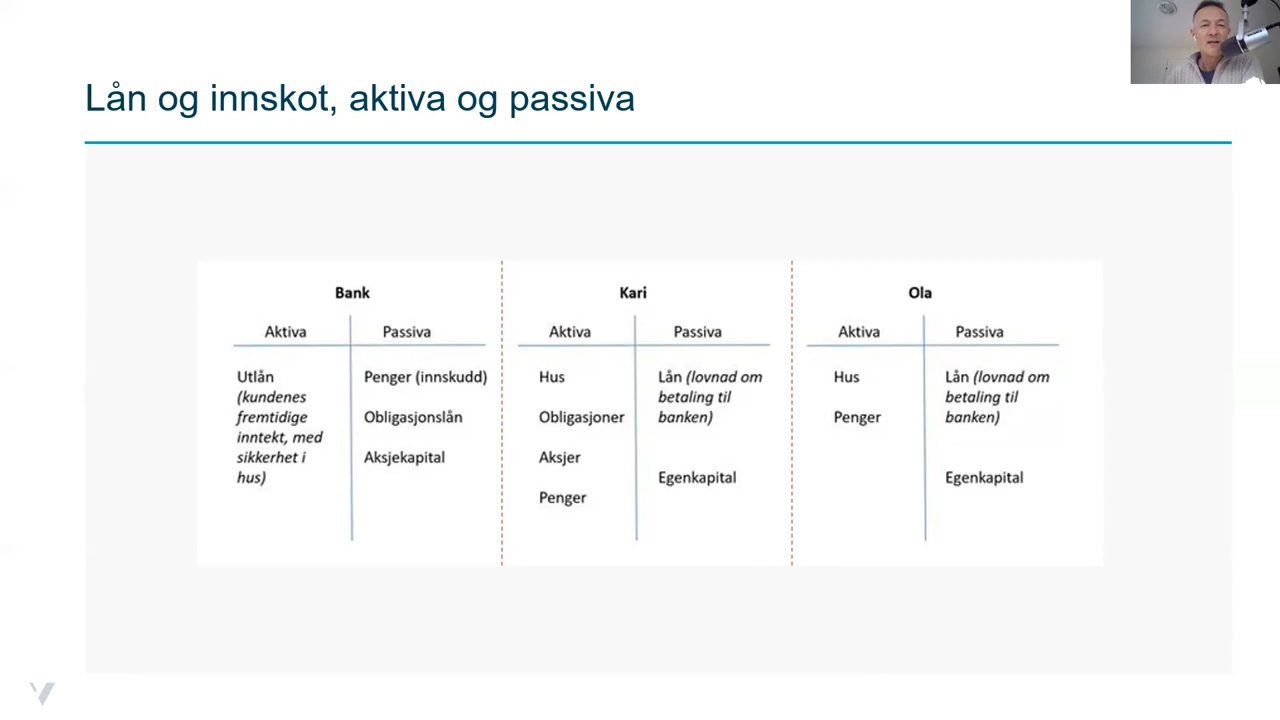 Lån og innskot, aktiva og passiva
Bank
Aktiva
Passiva
Utlån
(kundenes
fremtidige
inntekt, med
sikkerhet i
hus)
Penger (innskudd)
Obligasjonslån
Aksjekapital
Kari
Aktiva
Passiva
Hus
Obligasjoner
Aksjer
Penger
Lån (lovnad om
betaling til
banken)
Egenkapital
Ola
Aktiva
Passiva
Hus
Penger
Lån (lovnad om
betaling til
banken)
Egenkapital